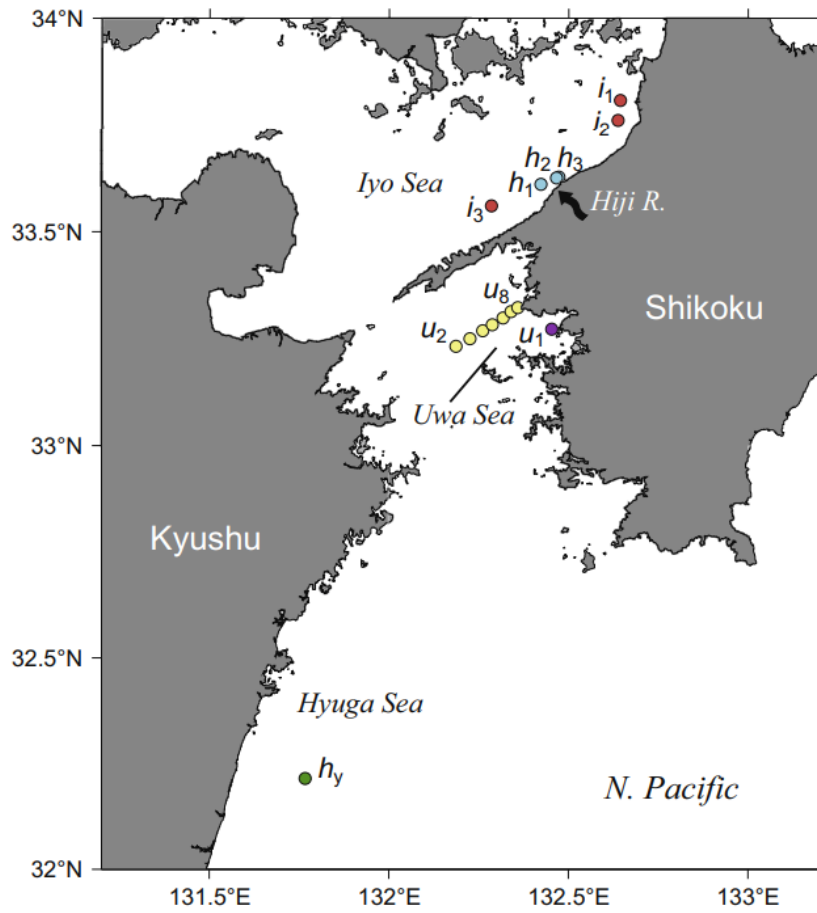 34°N
i₁
i₂
h₂ h₃
Iyo Sea
h₁
Hiji R.
i₃
33.5°N
u₈
Shikoku
u₂
u₁
Uwa Sea
33°N
Kyushu
32.5°N
Hyuga Sea
h_y
N. Pacific
32°N
131.5°E
132°E
132.5°E
133°E